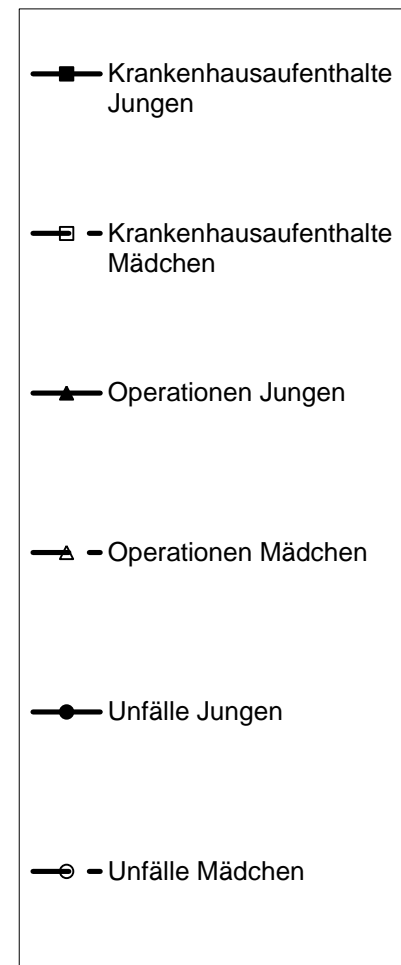 Krankenhausaufenthalte
Jungen
Krankenhausaufenthalte
Mädchen
Operationen Jungen
Operationen Mädchen
Unfälle Jungen
Unfälle Mädchen